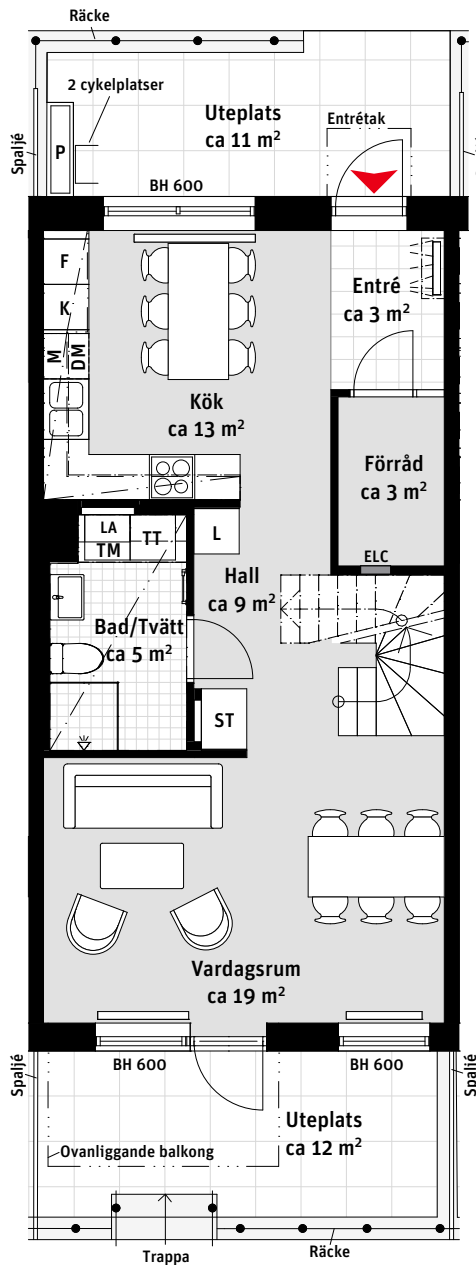 Räcke
2 cykelplatser
Uteplats
ca 11 m²
Entrétak
Spaljé
P
BH 600
F
K
M
DM
Entré
ca 3 m²
Kök
ca 13 m²
Förråd
ca 3 m²
ELC
LA
TM
TT
L
Hall
ca 9 m²
Bad/Tvätt
ca 5 m²
ST
Vardagsrum
ca 19 m²
Spaljé
BH 600
BH 600
Spaljé
Uteplats
ca 12 m²
Ovanliggande balkong
Trappa
Räcke